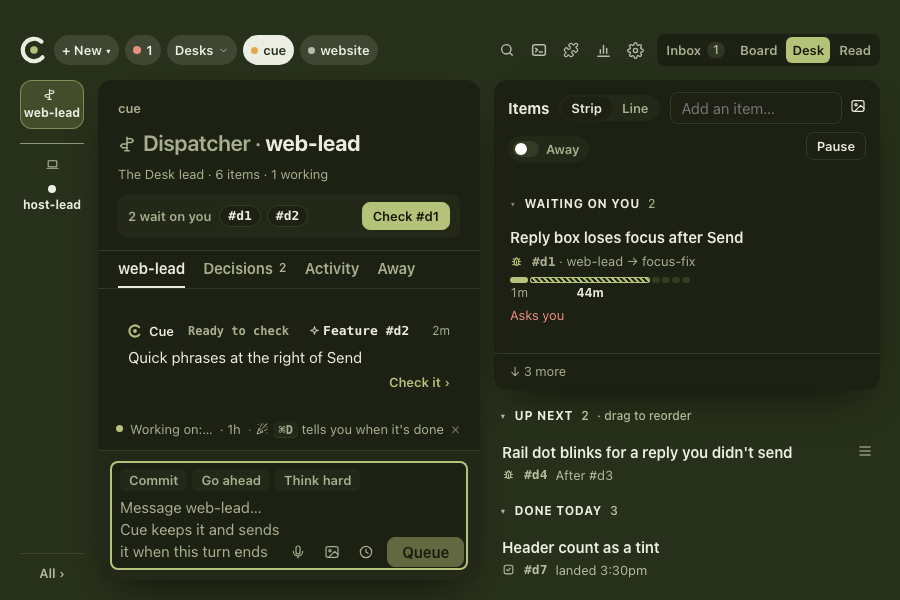 + New
1
Desks
cue
website
Inbox 1
Board
Desk
Read
web-lead
host-lead
All ›
cue
Dispatcher · web-lead
The Desk lead · 6 items · 1 working
2 wait on you #d1 #d2
Check #d1
web-lead
Decisions 2
Activity
Away
Cue Ready to check Feature #d2 2m
Quick phrases at the right of Send
Check it ›
Working on:... · 1h · ⌘D tells you when it's done ×
Commit
Go ahead
Think hard
Message web-lead...
Cue keeps it and sends
it when this turn ends
Queue
Items
Strip
Line
Add an item...
Away
Pause
WAITING ON YOU 2
Reply box loses focus after Send
#d1 · web-lead → focus-fix
1m 44m
Asks you
↓ 3 more
UP NEXT 2 · drag to reorder
Rail dot blinks for a reply you didn't send
#d4 After #d3
DONE TODAY 3
Header count as a tint
#d7 landed 3:30pm